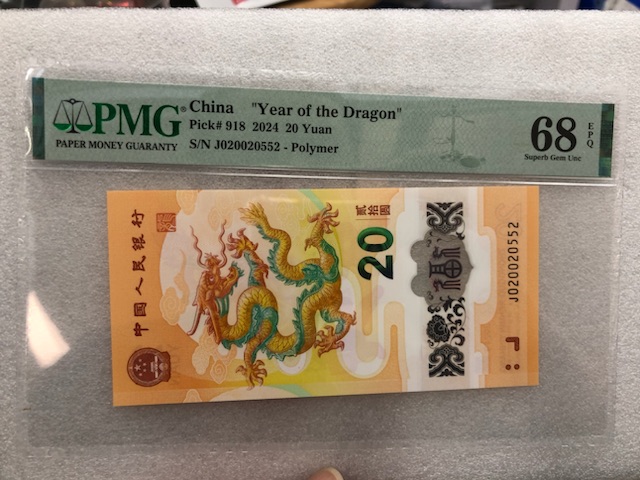 PMG®
PAPER MONEY GUARANTY
China "Year of the Dragon"
Pick# 918 2024 20 Yuan
S/N J020020552 - Polymer
68 EPQ
Superb Gem Unc
中国人民银行
贰拾圆
20
福
J020020552